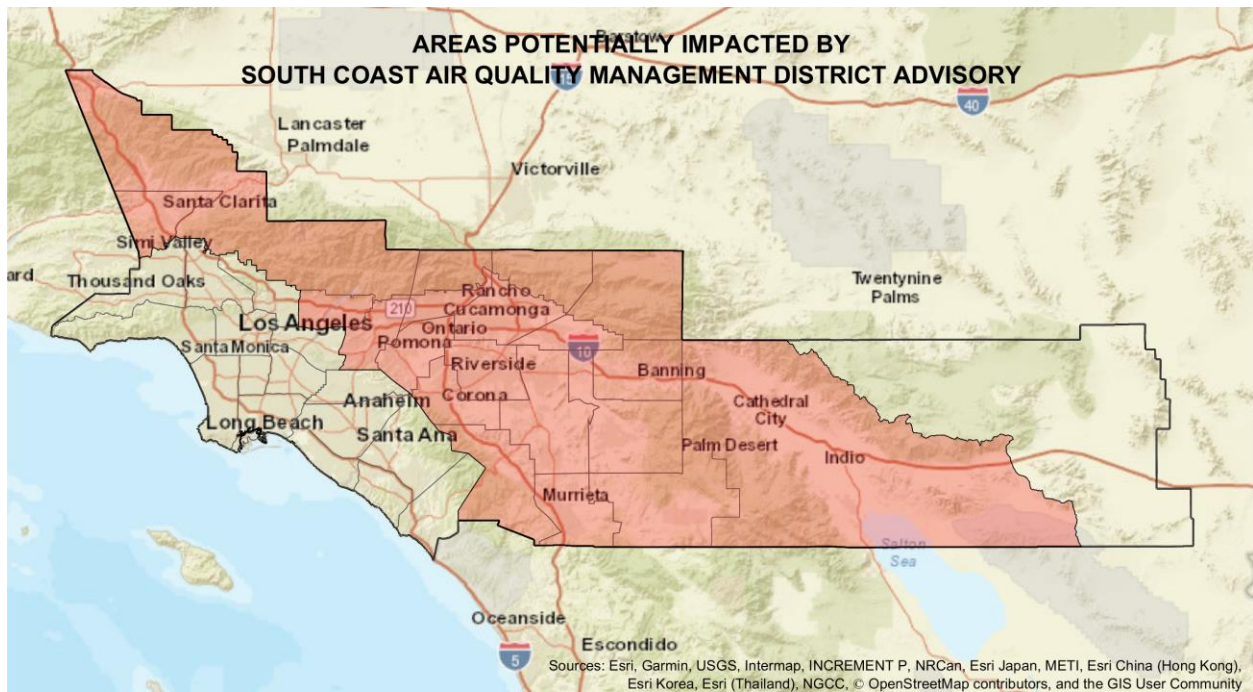 AREAS POTENTIALLY IMPACTED BY
SOUTH COAST AIR QUALITY MANAGEMENT DISTRICT ADVISORY
Barstow
15
40
Lancaster
Palmdale
Victorville
Santa Clarita
Simi Valley
ard
Thousand Oaks
Twentynine
Palms
Rancho
Cucamonga
210
Los Angeles
Ontario
Pomona
Santa Monica
10
Riverside
Banning
Corona
Anaheim
Cathedral
City
Long Beach
Santa Ana
Palm Desert
Indio
Murrieta
Salton
Sea
Oceanside
Escondido
5
Sources: Esri, Garmin, USGS, Intermap, INCREMENT P, NRCan, Esri Japan, METI, Esri China (Hong Kong),
Esri Korea, Esri (Thailand), NGCC, © OpenStreetMap contributors, and the GIS User Community